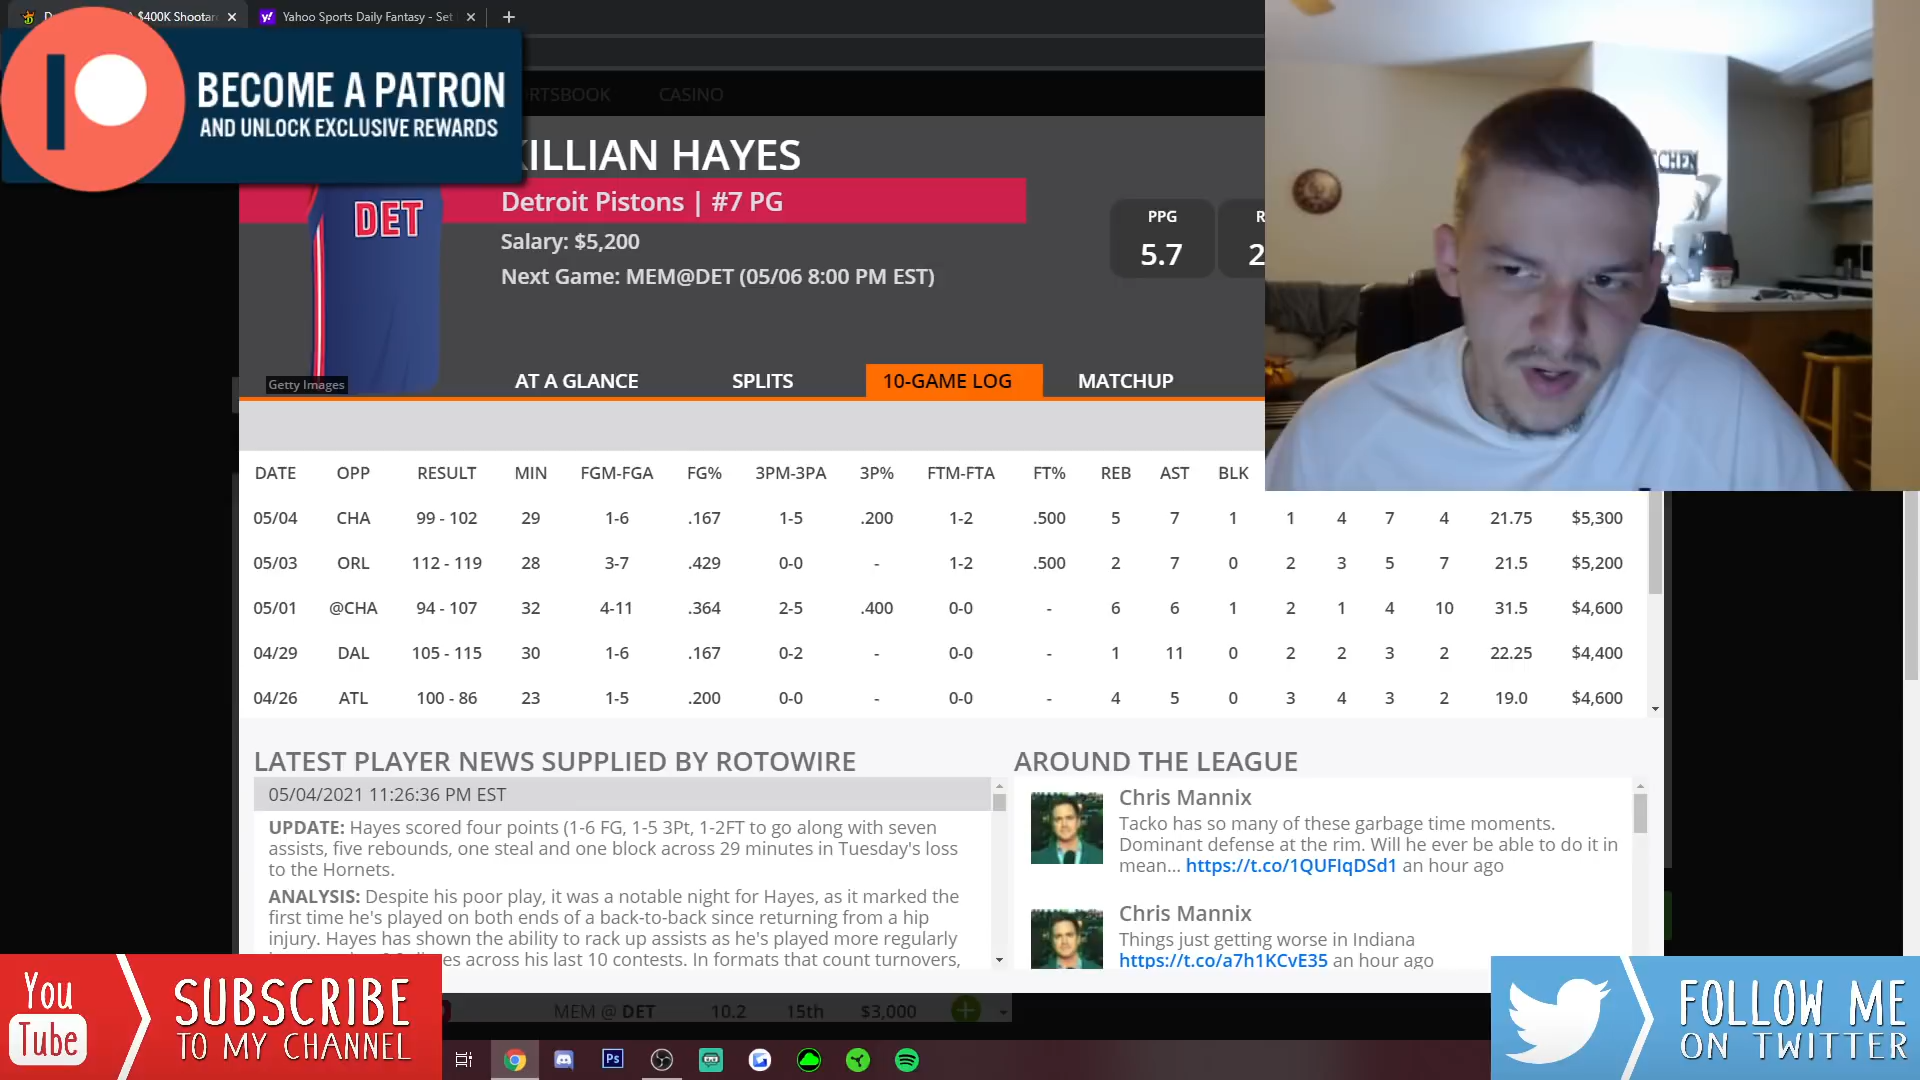 $400K Shootar
Yahoo Sports Daily Fantasy - Set
BECOME A PATRON
AND UNLOCK EXCLUSIVE REWARDS
CASINO
KILLIAN HAYES
Detroit Pistons | #7 PG
Salary: $5,200
Next Game: MEM@DET (05/06 8:00 PM EST)
PPG
5.7
DET
Getty Images
AT A GLANCE SPLITS 10-GAME LOG MATCHUP
DATE OPP RESULT MIN FGM-FGA FG% 3PM-3PA 3P% FTM-FTA FT% REB AST BLK
05/04 CHA 99 - 102 29 1-6 .167 1-5 .200 1-2 .500 5 7 1 1 4 7 4 21.75 $5,300
05/03 ORL 112 - 119 28 3-7 .429 0-0 - 1-2 .500 2 7 0 2 3 5 7 21.5 $5,200
05/01 @CHA 94 - 107 32 4-11 .364 2-5 .400 0-0 - 6 6 1 2 1 4 10 31.5 $4,600
04/29 DAL 105 - 115 30 1-6 .167 0-2 - 0-0 - 1 11 0 2 2 3 2 22.25 $4,400
04/26 ATL 100 - 86 23 1-5 .200 0-0 - 0-0 - 4 5 0 3 4 3 2 19.0 $4,600
LATEST PLAYER NEWS SUPPLIED BY ROTOWIRE
05/04/2021 11:26:36 PM EST
UPDATE: Hayes scored four points (1-6 FG, 1-5 3Pt, 1-2FT to go along with seven
assists, five rebounds, one steal and one block across 29 minutes in Tuesday's loss
to the Hornets.
ANALYSIS: Despite his poor play, it was a notable night for Hayes, as it marked the
first time he's played on both ends of a back-to-back since returning from a hip
injury. Hayes has shown the ability to rack up assists as he's played more regularly
across his last 10 contests. In formats that count turnovers,
AROUND THE LEAGUE
Chris Mannix
Tacko has so many of these garbage time moments.
Dominant defense at the rim. Will he ever be able to do it in
mean... https://t.co/1QUFIqDSd1 an hour ago
Chris Mannix
Things just getting worse in Indiana
https://t.co/a7h1KCvE35 an hour ago
MEM @ DET 10.2 15th $3,000
You
Tube
SUBSCRIBE
TO MY CHANNEL
FOLLOW ME
ON TWITTER
Ps